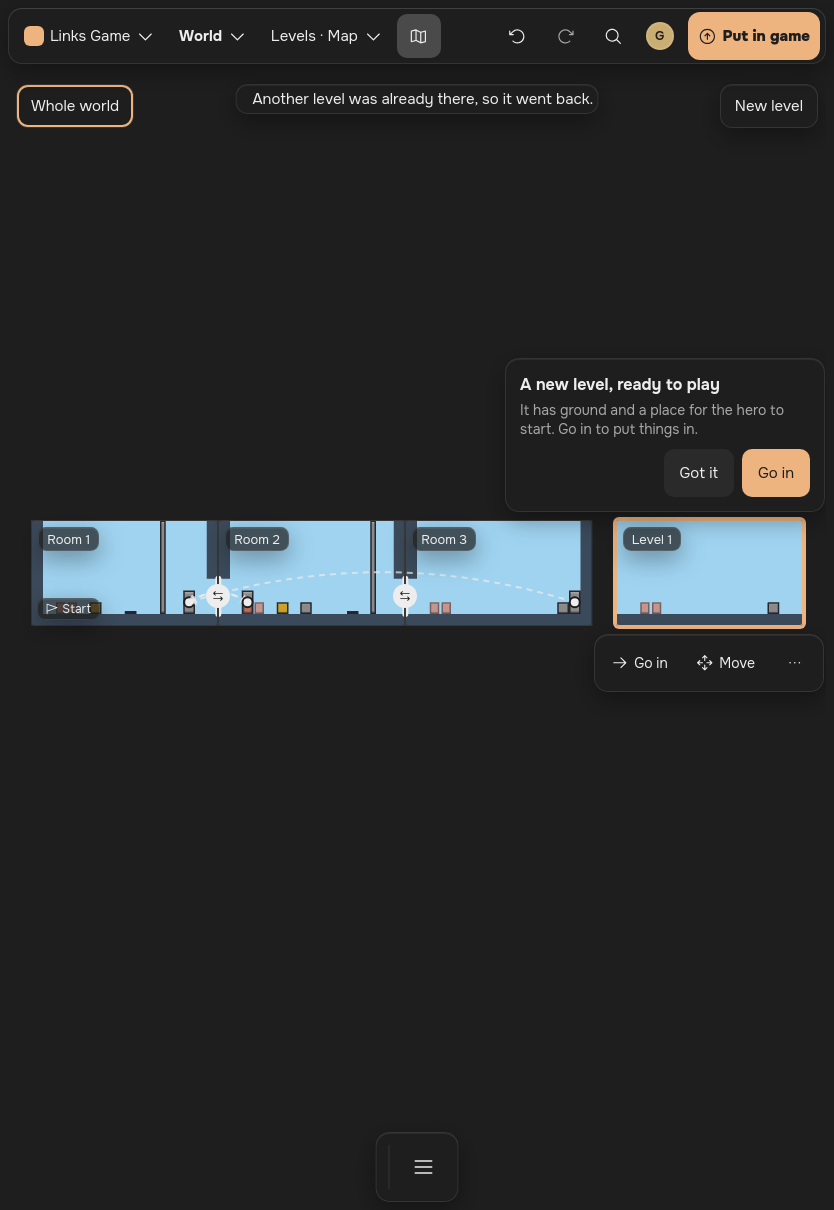 Links Game
World
Levels · Map
G
Put in game
Whole world
Another level was already there, so it went back.
New level
A new level, ready to play
It has ground and a place for the hero to
start. Go in to put things in.
Got it
Go in
Room 1
Room 2
Room 3
Level 1
Start
Go in
Move